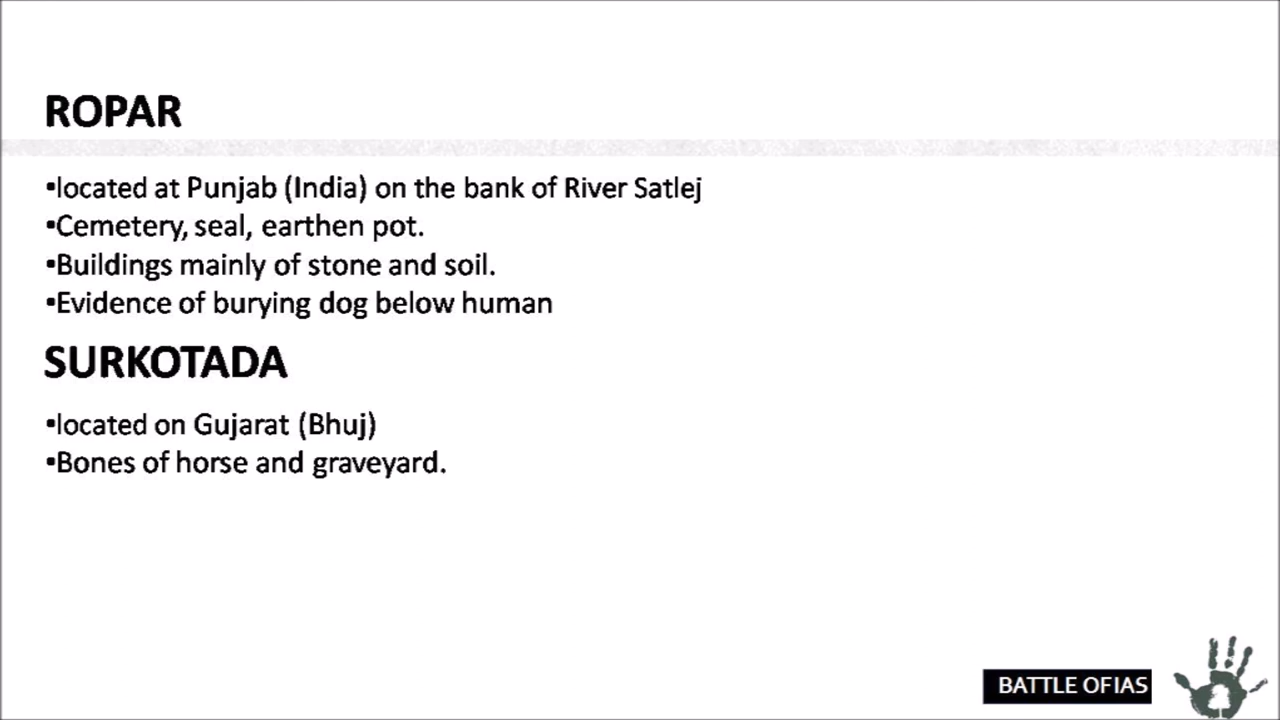 ROPAR
•located at Punjab (India) on the bank of River Satlej
•Cemetery, seal, earthen pot.
•Buildings mainly of stone and soil.
•Evidence of burying dog below human
SURKOTADA
•located on Gujarat (Bhuj)
•Bones of horse and graveyard.
BATTLE OF IAS